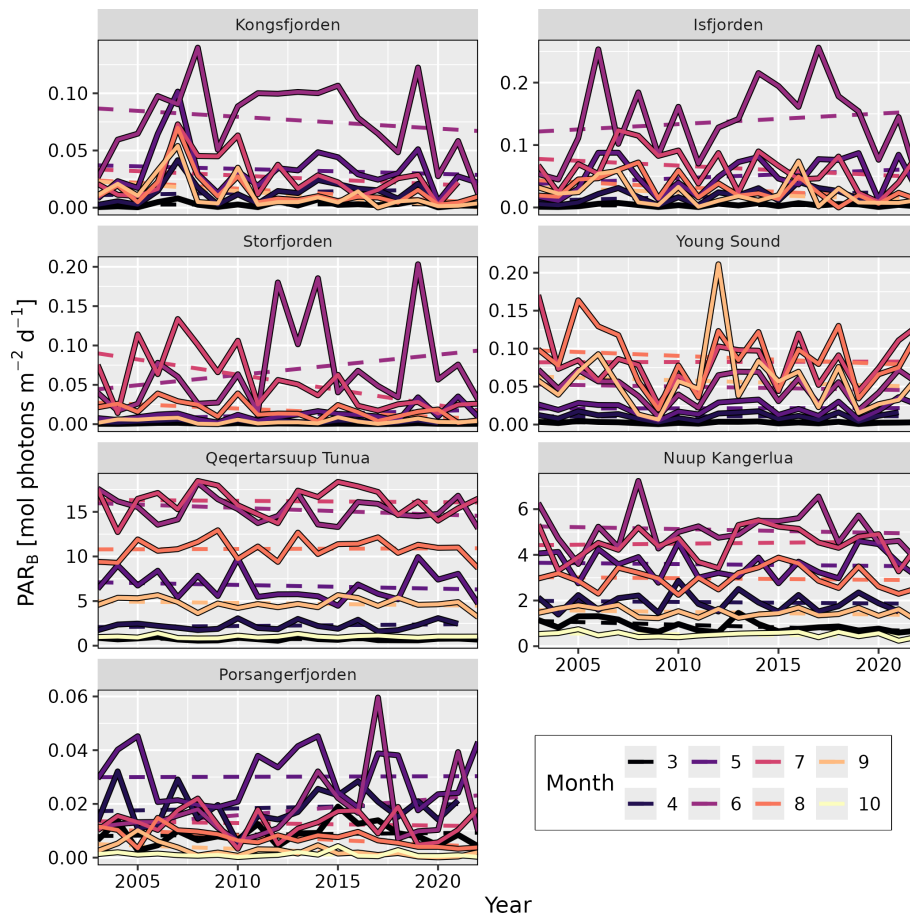 Kongsfjorden
Isfjorden
0.10
0.05
0.00
0.2
0.1
0.0
Storfjorden
Young Sound
0.20
0.15
0.10
0.05
0.00
0.20
0.15
0.10
0.05
0.00
PAR_B [mol photons m⁻² d⁻¹]
Qeqertarsuup Tunua
Nuup Kangerlua
15
10
5
0
6
4
2
0
2005 2010 2015 2020
Porsangerfjorden
0.06
0.04
0.02
0.00
2005 2010 2015 2020
Month
3 5 7 9
4 6 8 10
Year